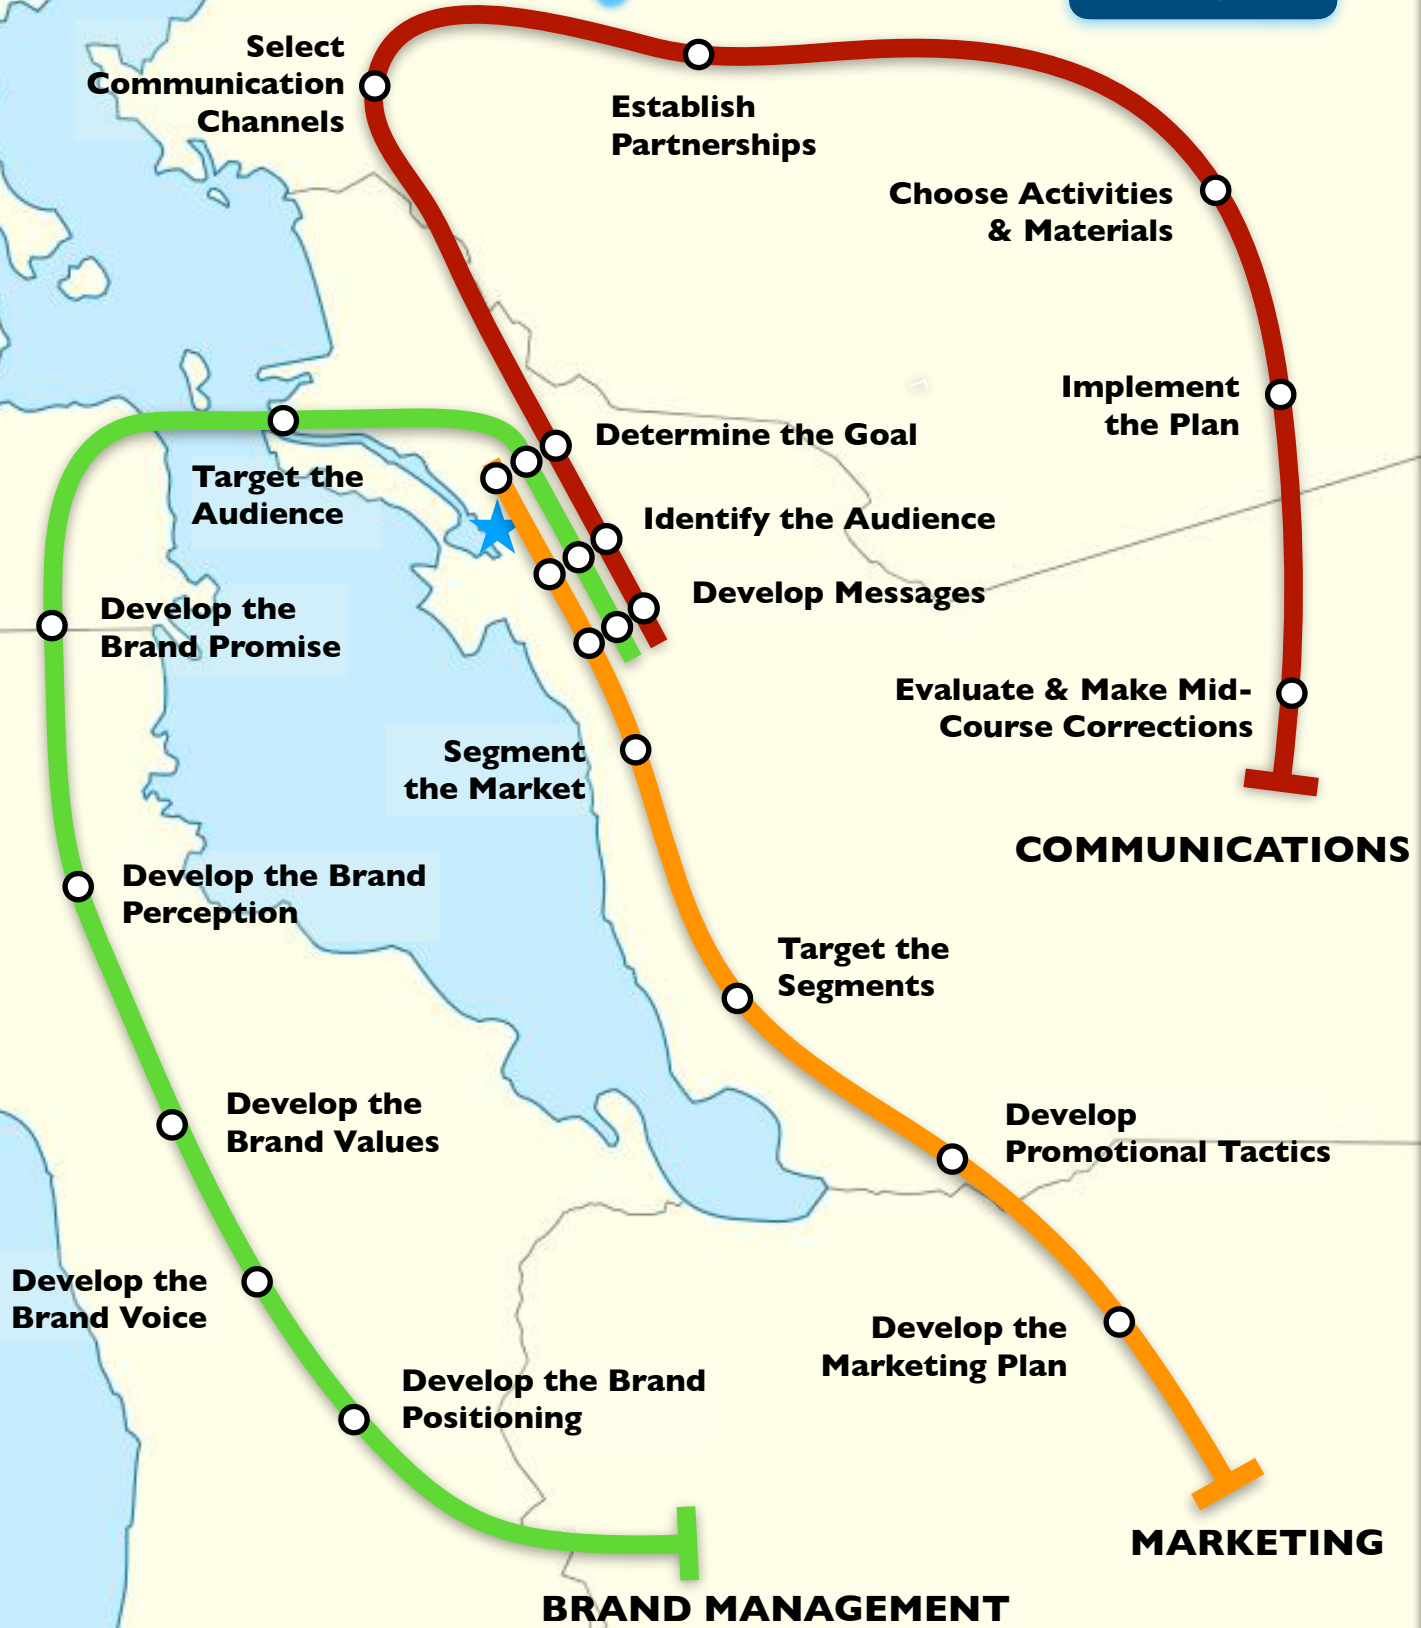 Select
Communication
Channels
Establish
Partnerships
Choose Activities
& Materials
Implement
the Plan
Determine the Goal
Target the
Audience
Identify the Audience
Develop Messages
Develop the
Brand Promise
Evaluate & Make Mid-
Course Corrections
Segment
the Market
COMMUNICATIONS
Develop the Brand
Perception
Target the
Segments
Develop the
Brand Values
Develop
Promotional Tactics
Develop the
Brand Voice
Develop the
Marketing Plan
Develop the Brand
Positioning
MARKETING
BRAND MANAGEMENT